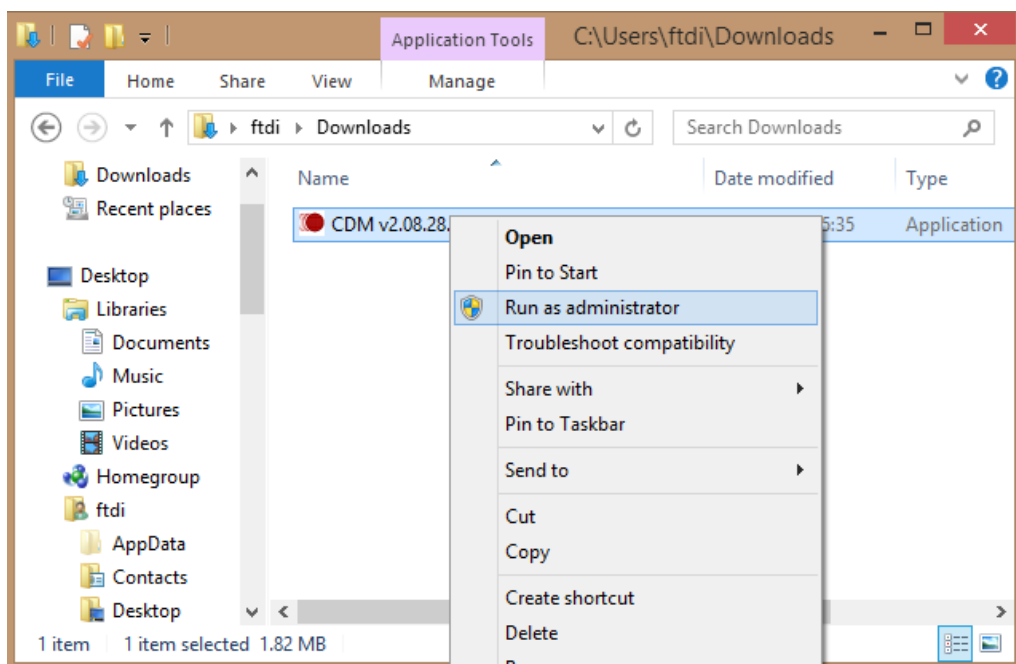 Application Tools C:\Users\ftdi\Downloads
File Home Share View Manage
ftdi Downloads Search Downloads
Downloads
Recent places
Desktop
Libraries
Documents
Music
Pictures
Videos
Homegroup
ftdi
AppData
Contacts
Desktop
Name Date modified Type
CDM v2.08.28. 5:35 Application
Open
Pin to Start
Run as administrator
Troubleshoot compatibility
Share with
Pin to Taskbar
Send to
Cut
Copy
Create shortcut
Delete
1 item 1 item selected 1.82 MB